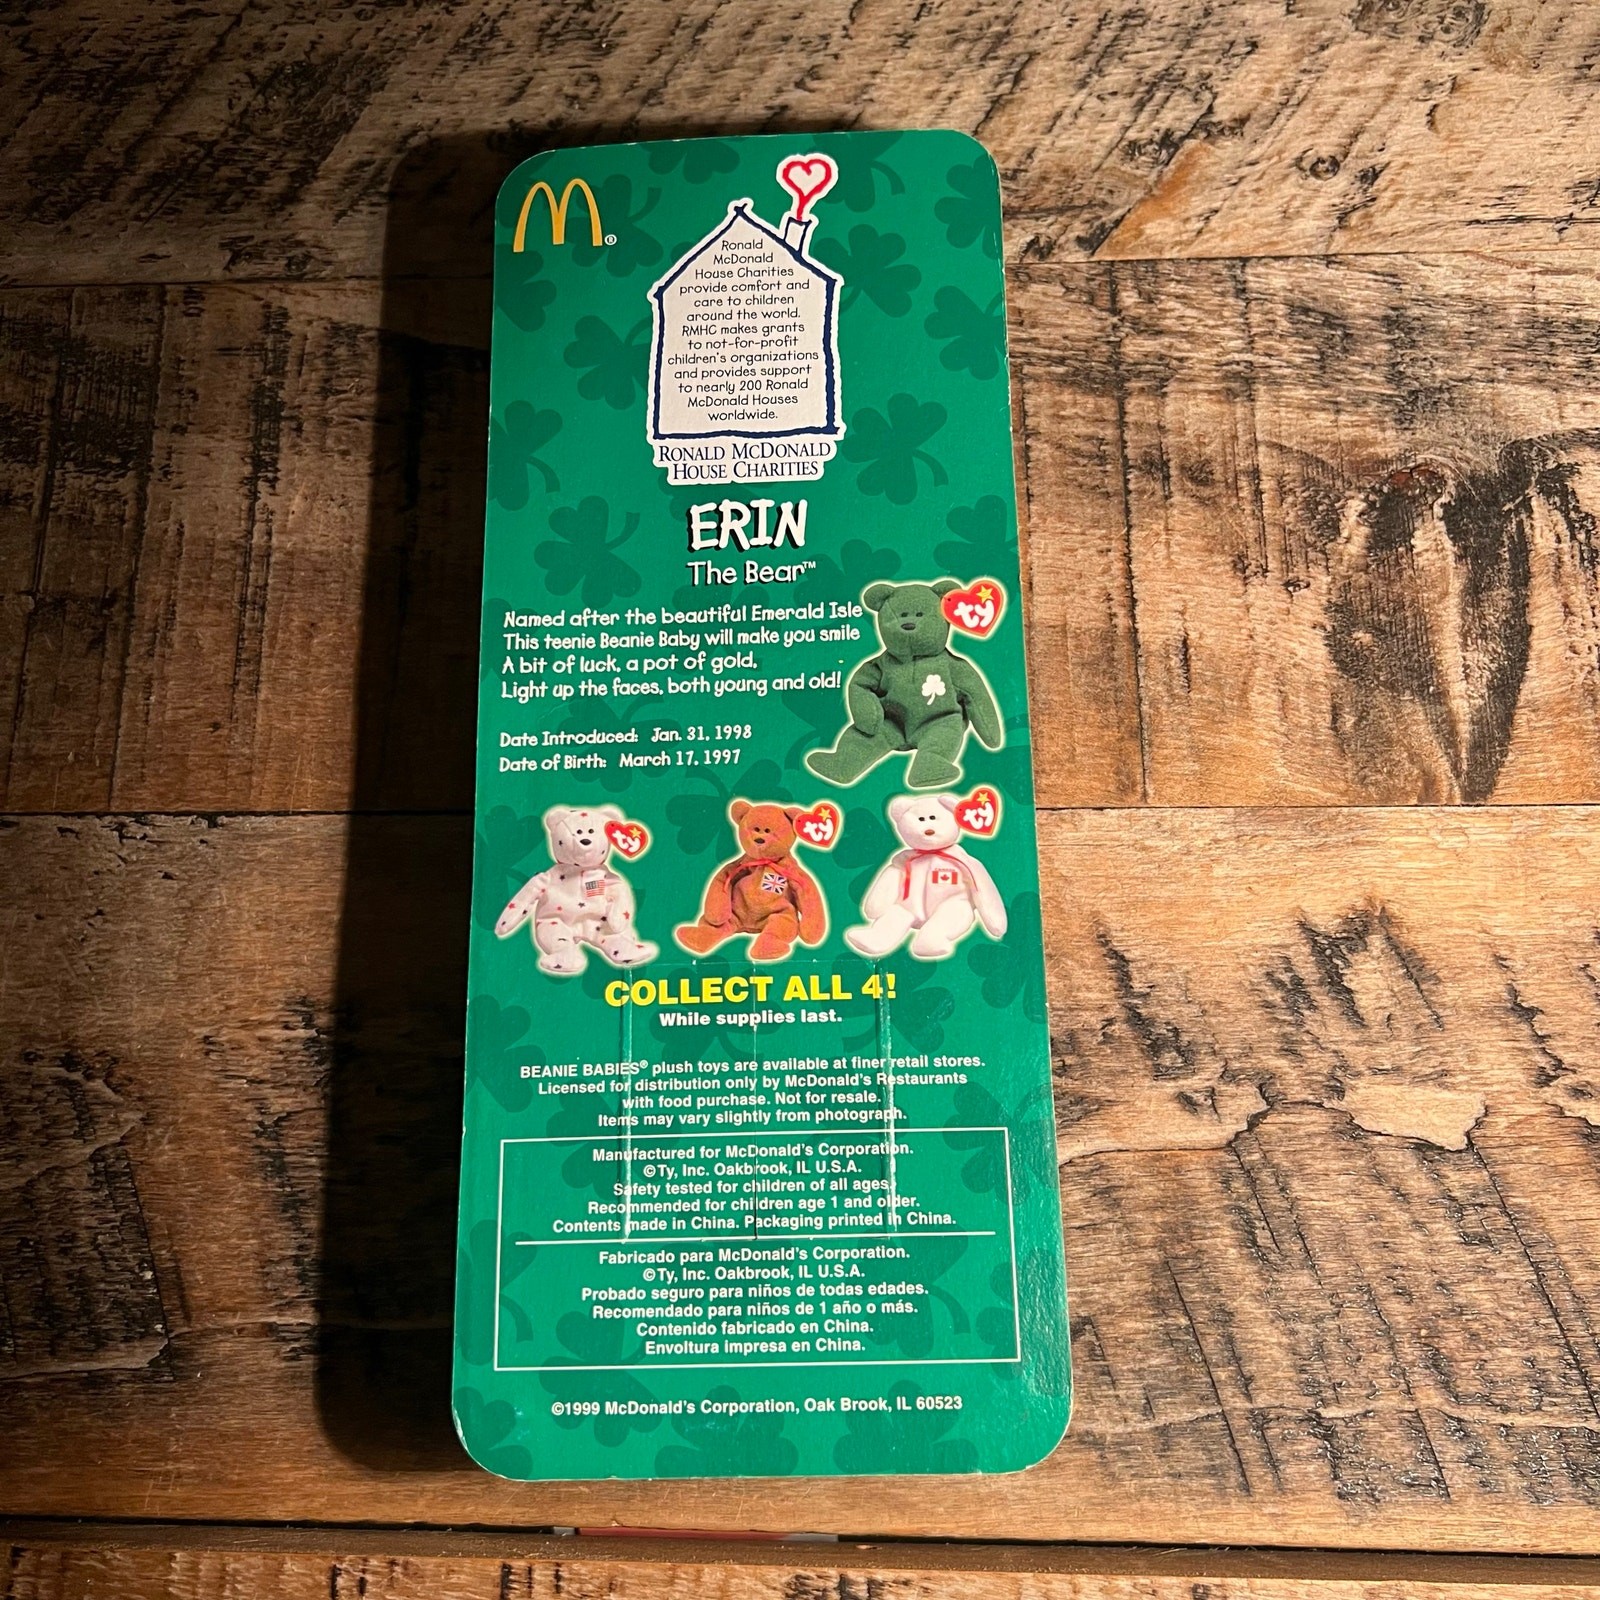 M®
Ronald
McDonald
House Charities
provide comfort and
care to children
around the world.
RMHC makes grants
to not-for-profit
children's organizations
and provides support
to nearly 200 Ronald
McDonald Houses
worldwide.
RONALD MCDONALD
HOUSE CHARITIES
ERIN
The Bear™
Named after the beautiful Emerald Isle
This teenie Beanie Baby will make you smile
A bit of luck, a pot of gold,
Light up the faces, both young and old!
ty
Date Introduced: Jan. 31, 1998
Date of Birth: March 17, 1997
ty
ty
ty
COLLECT ALL 4!
While supplies last.
BEANIE BABIES® plush toys are available at finer retail stores.
Licensed for distribution only by McDonald's Restaurants
with food purchase. Not for resale.
Items may vary slightly from photograph.
Manufactured for McDonald's Corporation.
©Ty, Inc. Oakbrook, IL U.S.A.
Safety tested for children of all ages.
Recommended for children age 1 and older.
Contents made in China. Packaging printed in China.
Fabricado para McDonald's Corporation.
©Ty, Inc. Oakbrook, IL U.S.A.
Probado seguro para niños de todas edades.
Recomendado para niños de 1 año o más.
Contenido fabricado en China.
Envoltura impresa en China.
©1999 McDonald's Corporation, Oak Brook, IL 60523